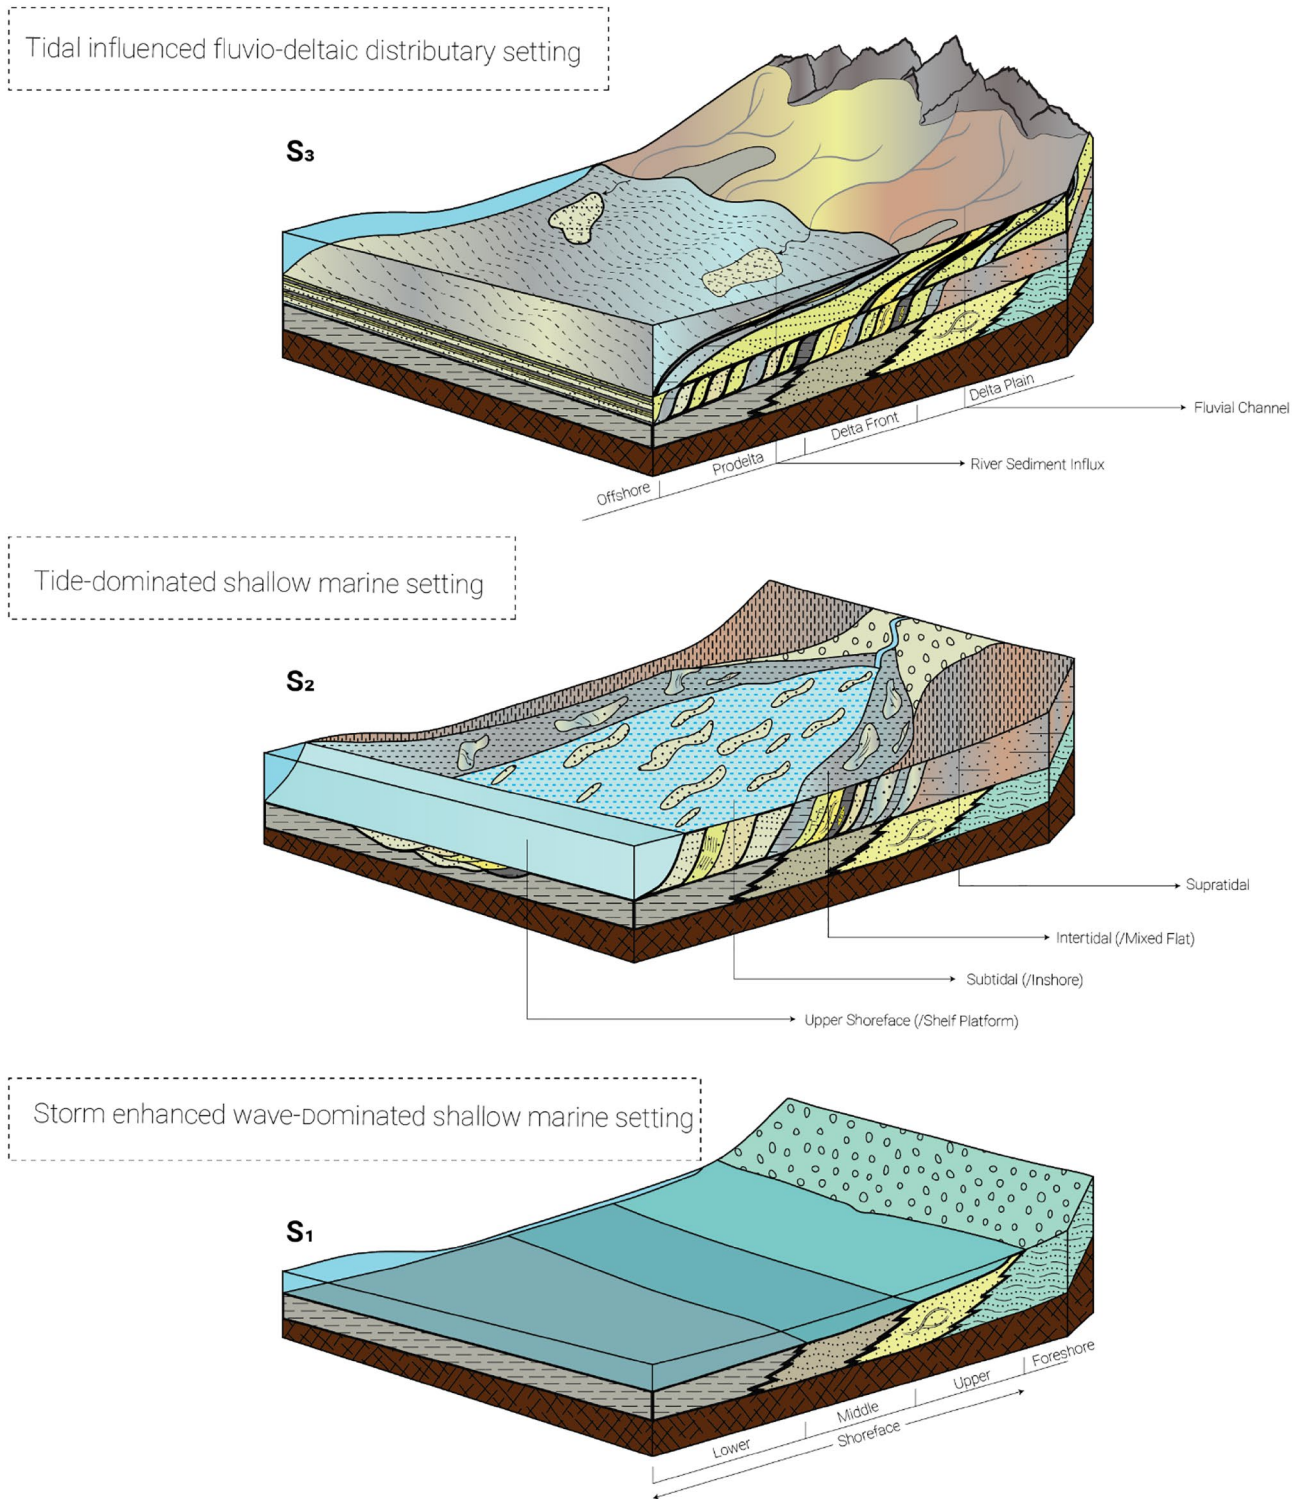 Tidal influenced fluvio-deltaic distributary setting
S₃
Delta Plain
Fluvial Channel
Delta Front
Prodelta
River Sediment Influx
Offshore
Tide-dominated shallow marine setting
S₂
Supratidal
Intertidal (/Mixed Flat)
Subtidal (/Inshore)
Upper Shoreface (/Shelf Platform)
Storm enhanced wave-Dominated shallow marine setting
S₁
Foreshore
Upper
Middle
Shoreface
Lower